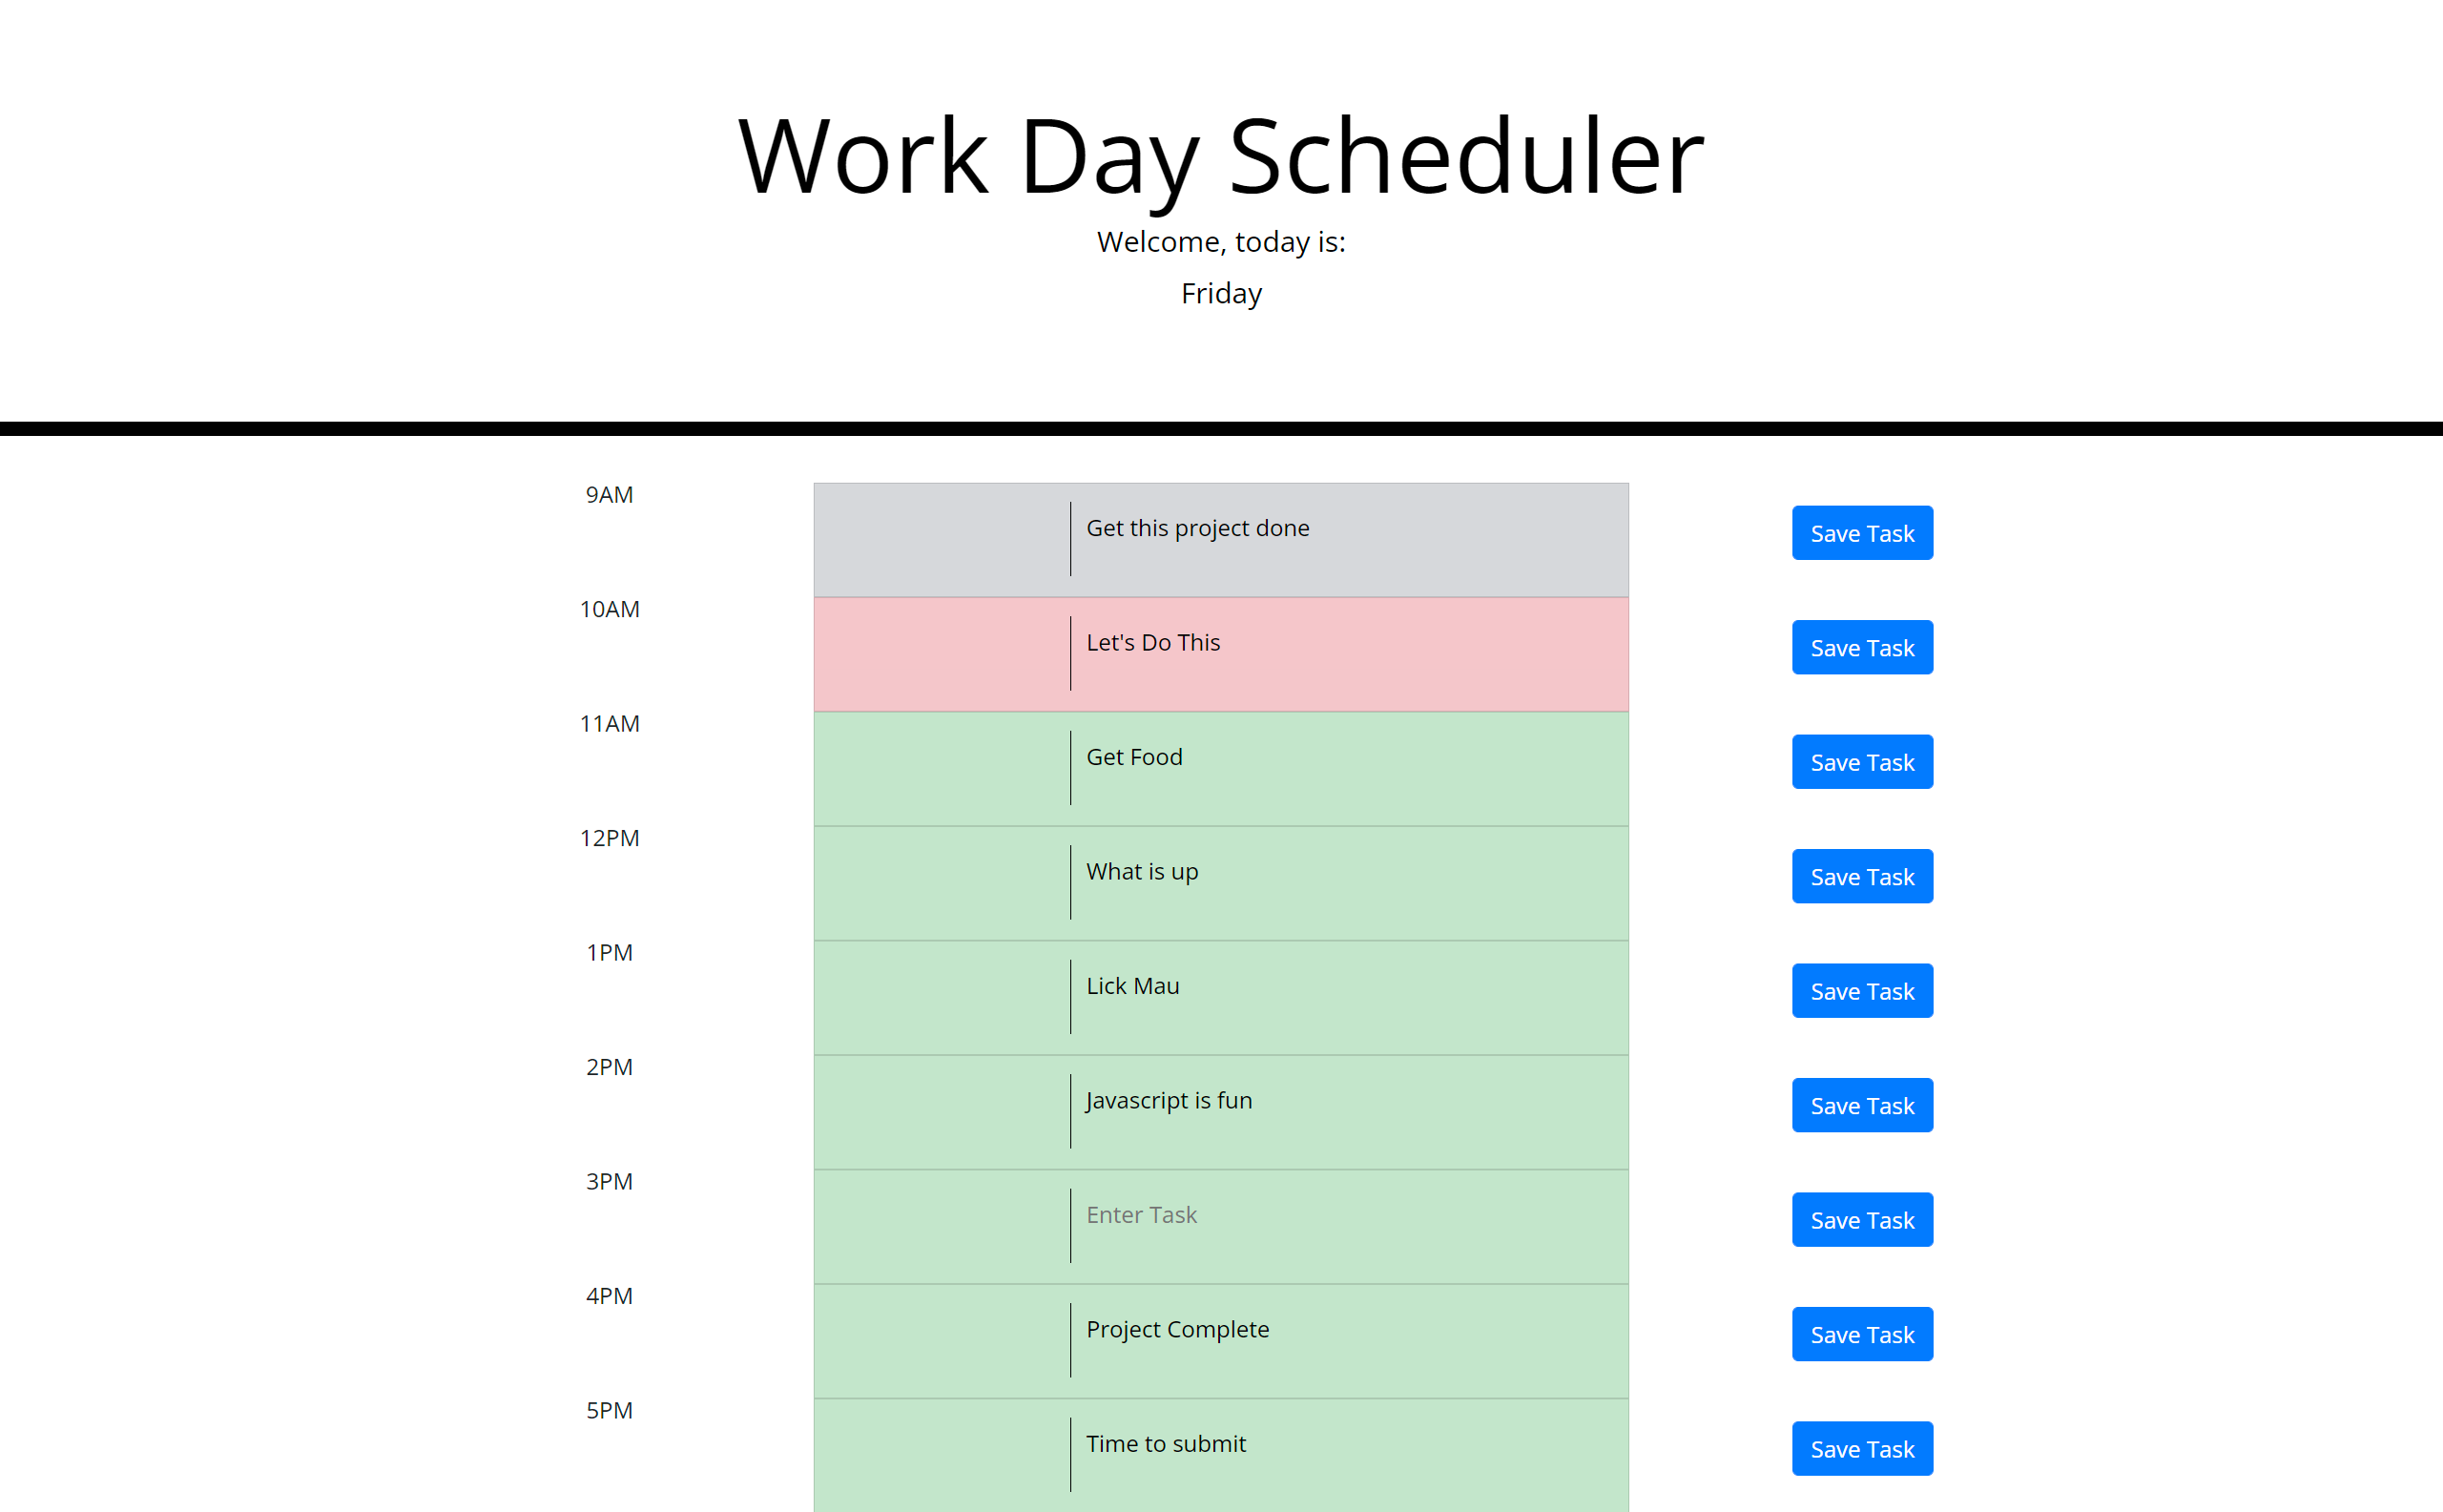 Work Day Scheduler
Welcome, today is:
Friday
9AM
Get this project done
Save Task
10AM
Let's Do This
Save Task
11AM
Get Food
Save Task
12PM
What is up
Save Task
1PM
Lick Mau
Save Task
2PM
Javascript is fun
Save Task
3PM
Enter Task
Save Task
4PM
Project Complete
Save Task
5PM
Time to submit
Save Task